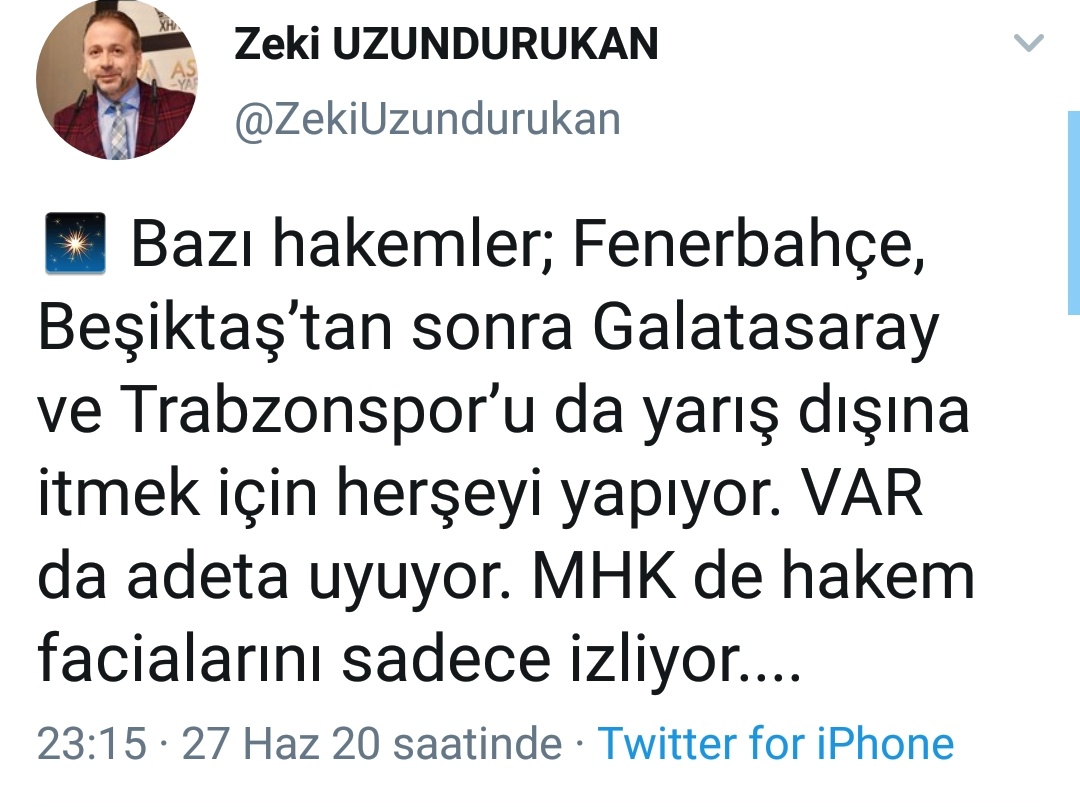 Zeki UZUNDURUKAN
@ZekiUzundurukan
Bazı hakemler; Fenerbahçe,
Beşiktaş’tan sonra Galatasaray
ve Trabzonspor’u da yarış dışına
itmek için herşeyi yapıyor. VAR
da adeta uyuyor. MHK de hakem
facialarını sadece izliyor....
23:15 · 27 Haz 20 saatinde · Twitter for iPhone